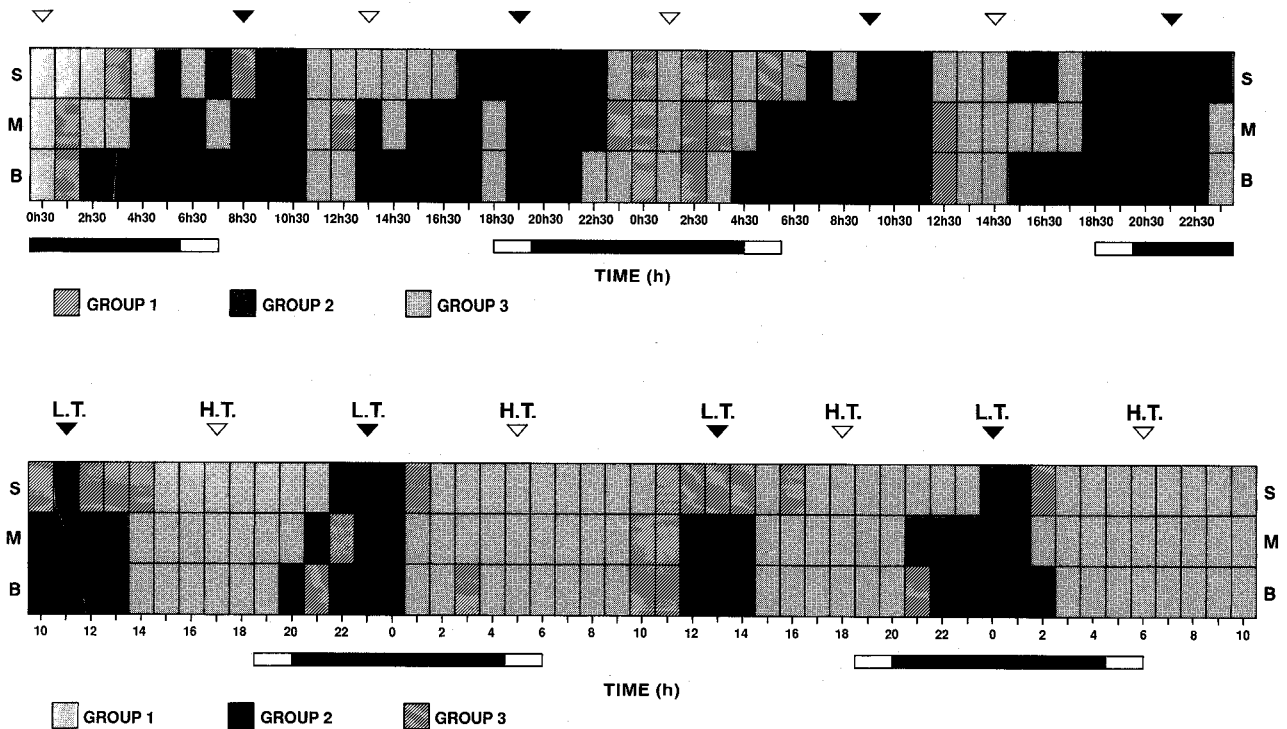 S S
M M
B B
0h30 2h30 4h30 6h30 8h30 10h30 12h30 14h30 16h30 18h30 20h30 22h30 0h30 2h30 4h30 6h30 8h30 10h30 12h30 14h30 16h30 18h30 20h30 22h30
TIME (h)
GROUP 1 GROUP 2 GROUP 3
L.T. H.T. L.T. H.T. L.T. H.T. L.T. H.T.
S S
M M
B B
10 12 14 16 18 20 22 0 2 4 6 8 10 12 14 16 18 20 22 0 2 4 6 8 10
TIME (h)
GROUP 1 GROUP 2 GROUP 3